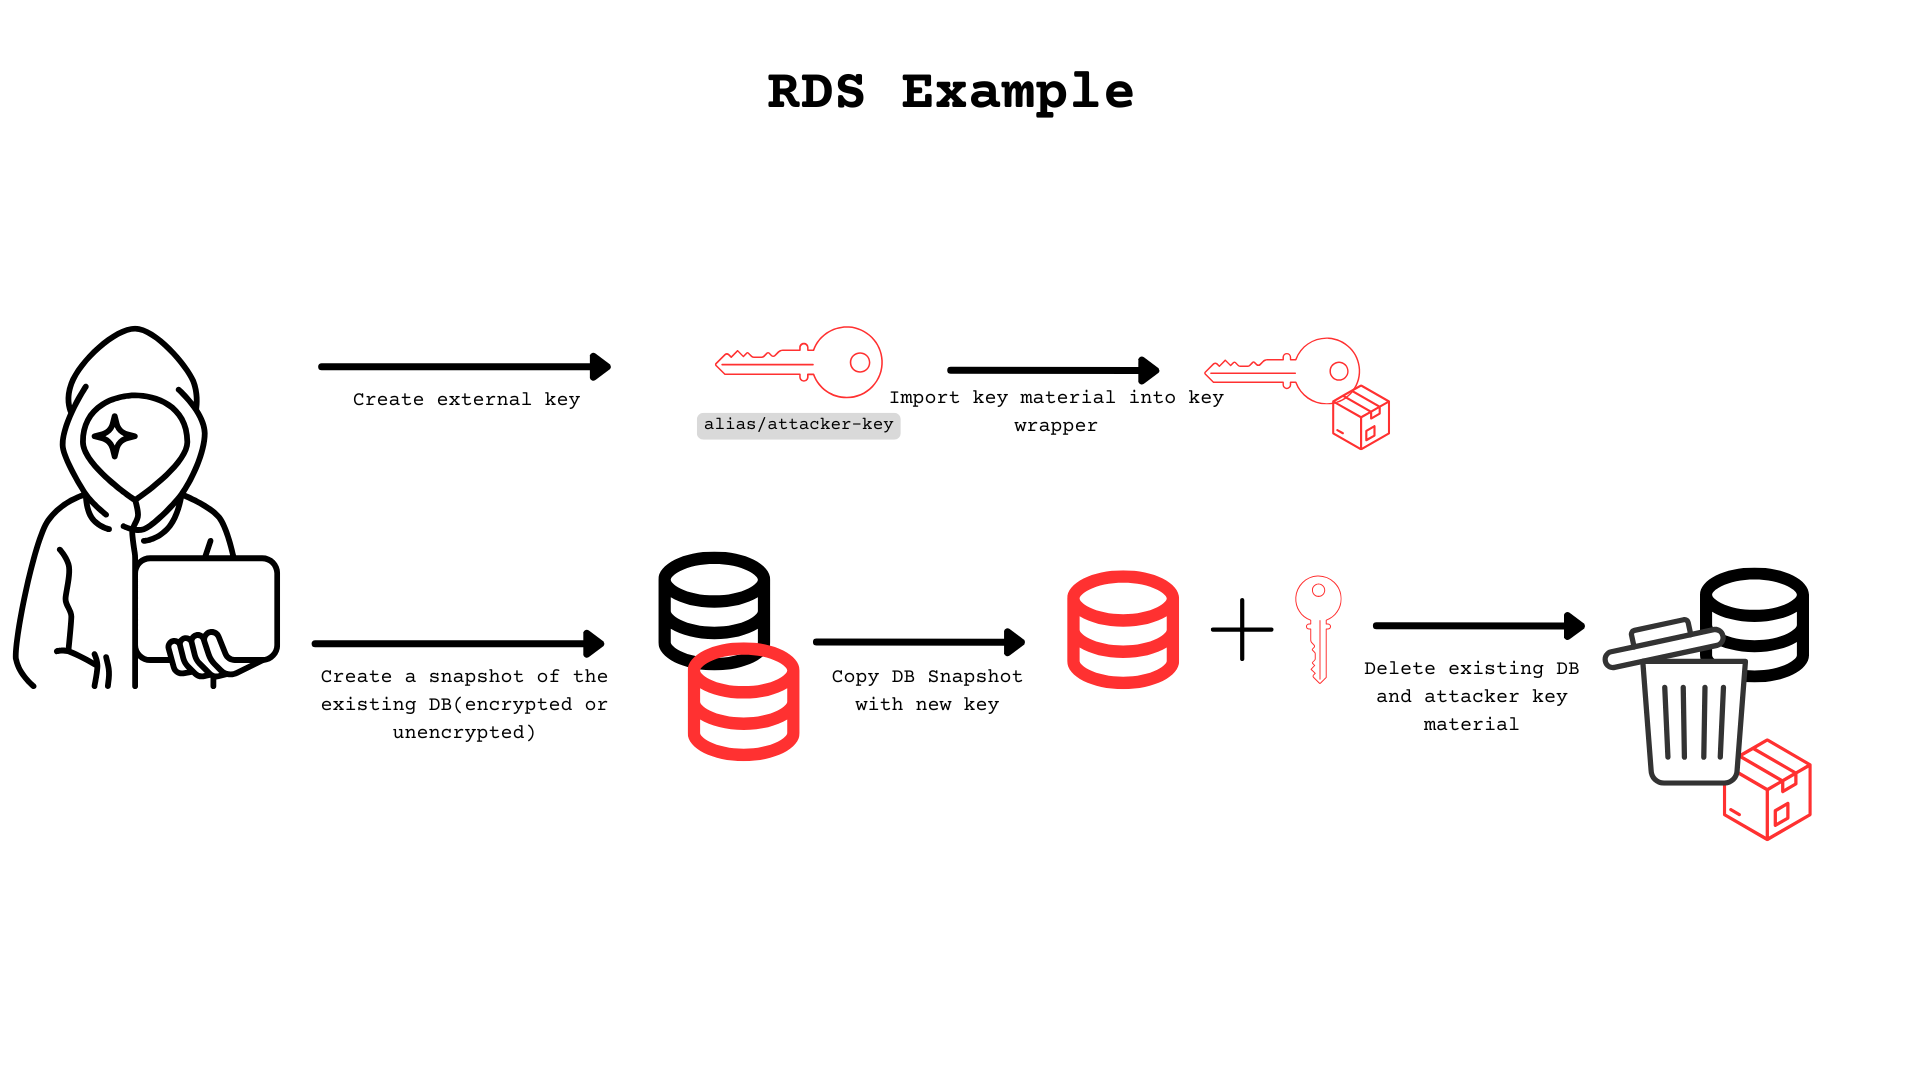 RDS Example
Create external key
alias/attacker-key
Import key material into key
wrapper
Create a snapshot of the
existing DB(encrypted or
unencrypted)
Copy DB Snapshot
with new key
Delete existing DB
and attacker key
material